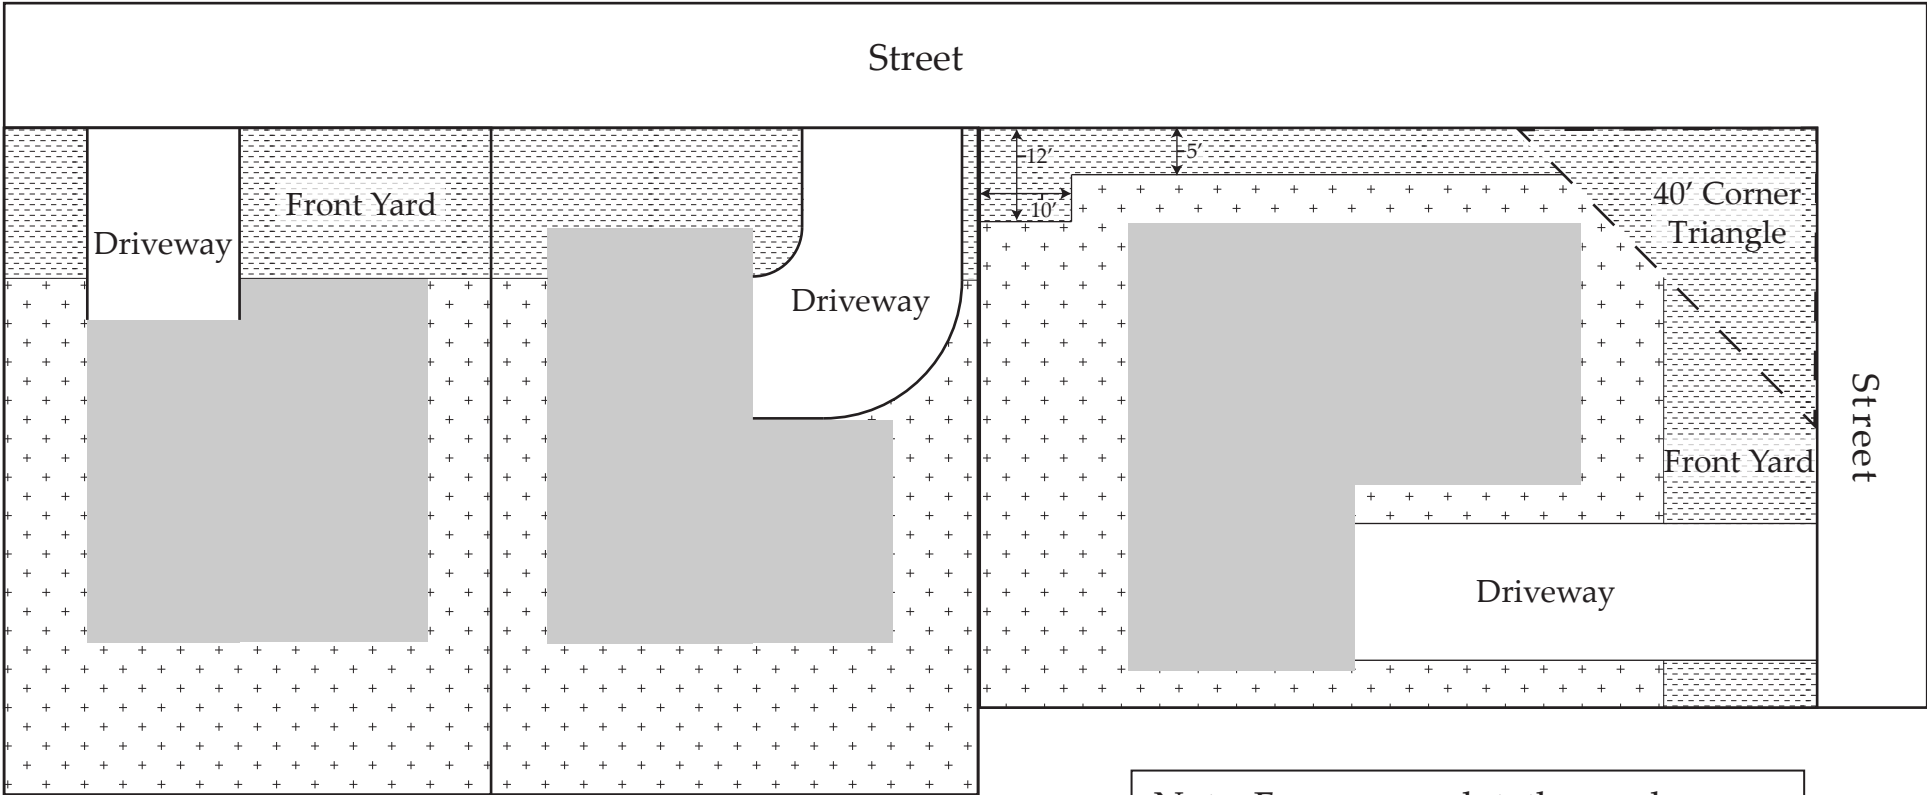 Street
12′
5′
10′
40′ Corner
Triangle
Front Yard
Driveway
Driveway
Street
Front Yard
Driveway